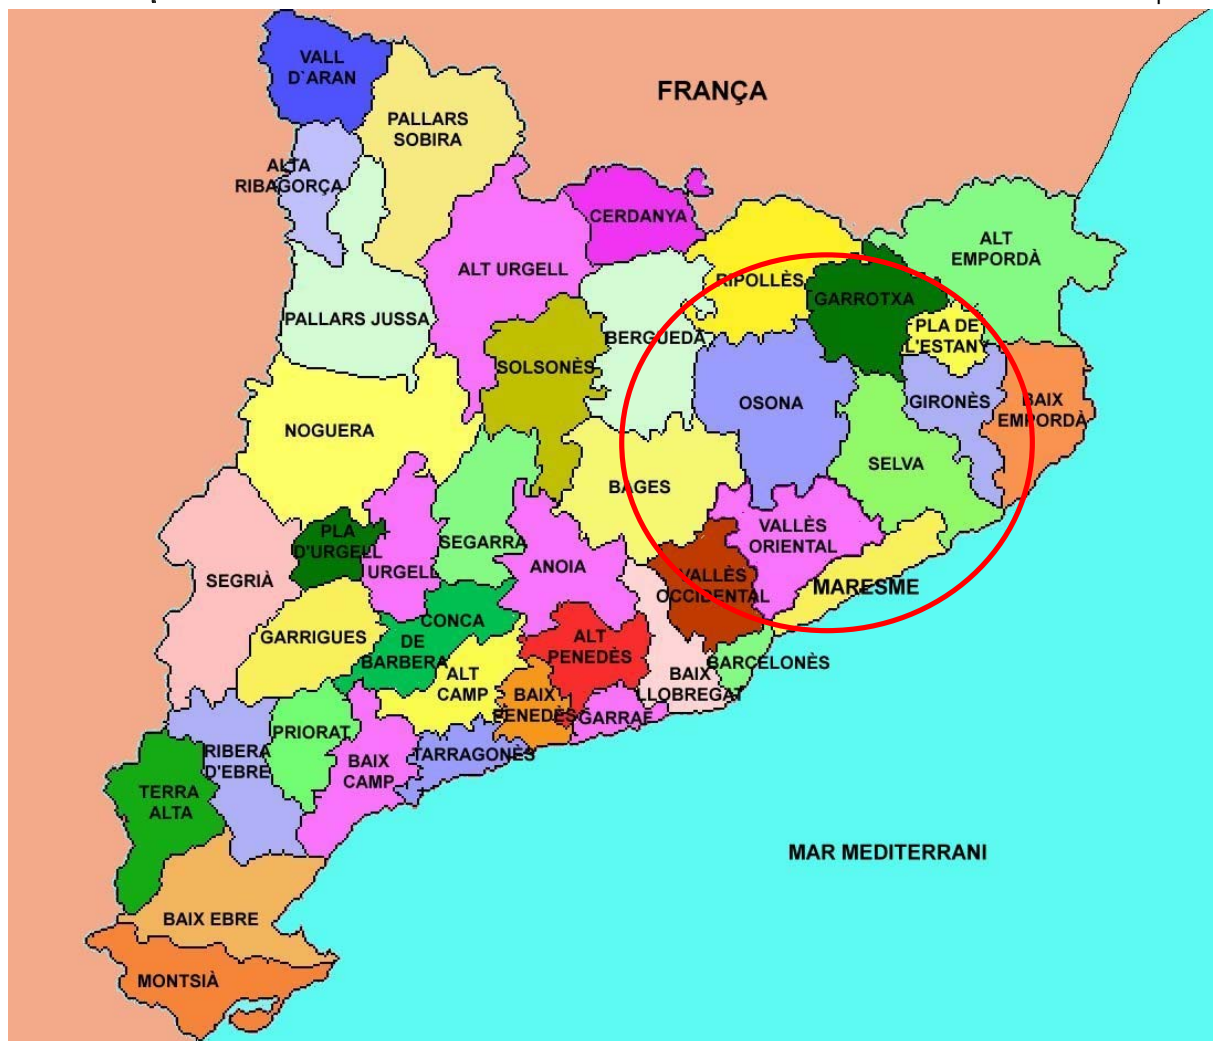 VALL
D`ARAN
FRANÇA
PALLARS
SOBIRA
ALTA
RIBAGORÇA
CERDANYA
ALT URGELL
ALT
EMPORDÀ
RIPOLLÈS
GARROTXA
PALLARS JUSSA
PLA DE
L'ESTANY
BERGUEDÀ
SOLSONÈS
OSONA
GIRONÈS
BAIX
EMPORDÀ
NOGUERA
SELVA
BAGES
VALLÈS
ORIENTAL
PLA
D'URGELL
SEGARRA
ANOIA
URGELL
SEGRIÀ
VALLÈS
OCCIDENTAL
MARESME
GARRIGUES
CONCA
DE
BARBERA
ALT
PENEDÈS
BARCELONÈS
ALT
CAMP
BAIX
LLOBREGAT
BAIX
PENEDÈS
GARRAF
PRIORAT
RIBERA
D'EBRE
BAIX
CAMP
TARRAGONÈS
TERRA
ALTA
MAR MEDITERRANI
BAIX EBRE
MONTSIÀ